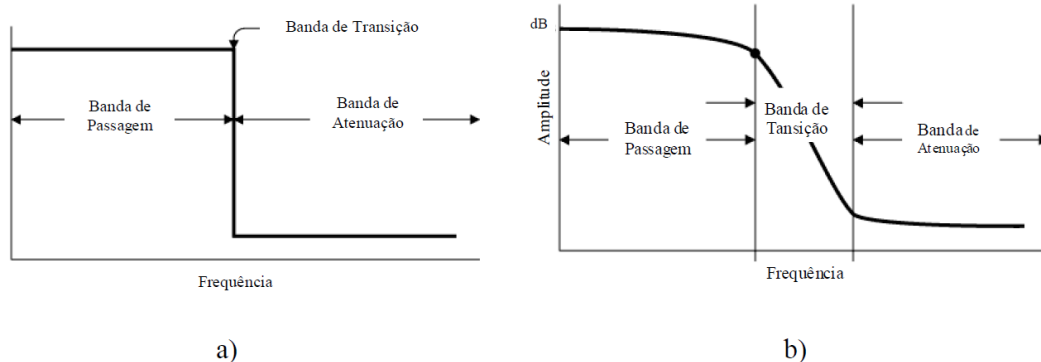 Banda de Transição
Banda de
Passagem
Banda de
Atenuação
Frequência
a)
dB
Amplitude
Banda de
Tansição
Banda de
Passagem
Banda de
Atenuação
Frequência
b)